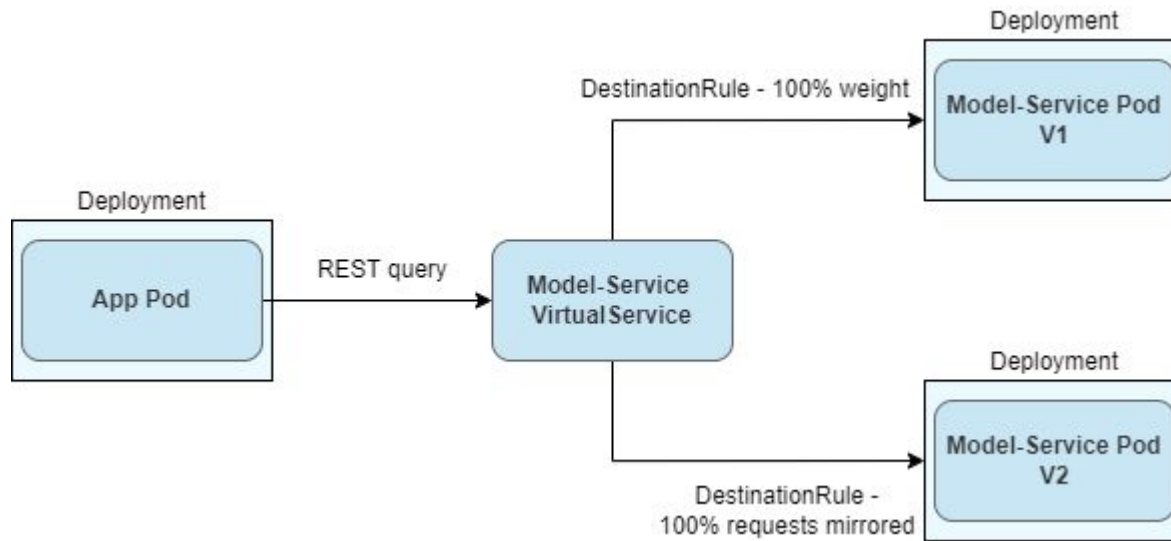 Deployment
DestinationRule - 100% weight
Model-Service Pod
V1
Deployment
App Pod
REST query
Model-Service
VirtualService
Deployment
Model-Service Pod
V2
DestinationRule -
100% requests mirrored